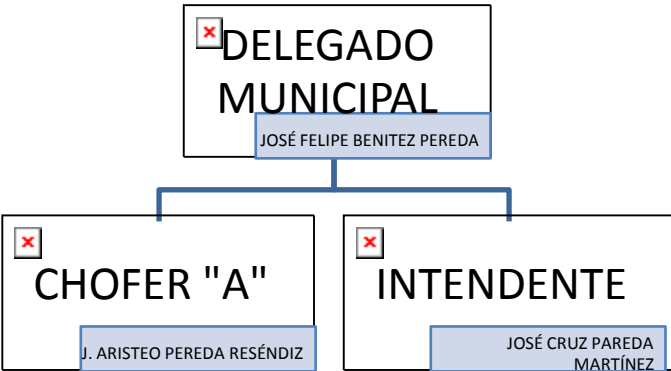 DELEGADO
MUNICIPAL
JOSÉ FELIPE BENITEZ PEREDA
CHOFER "A"
J. ARISTEO PEREDA RESÉNDIZ
INTENDENTE
JOSÉ CRUZ PAREDA
MARTÍNEZ